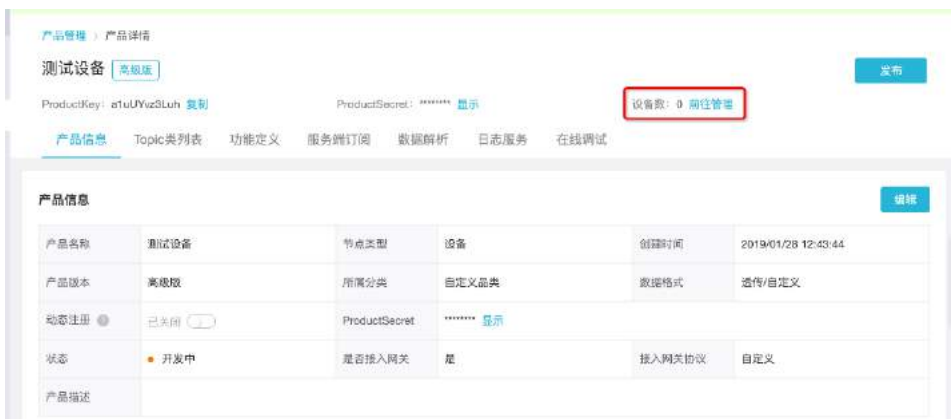 产品管理 > 产品详情
测试设备 高级版
发布
ProductKey: a1uUYvz3Luh 复制 ProductSecret: ******** 显示 设备数: 0 前往管理
产品信息 Topic类列表 功能定义 服务端订阅 数据解析 日志服务 在线调试
产品信息 编辑
产品名称 测试设备 节点类型 设备 创建时间 2019/01/28 12:43:44
产品版本 高级版 所属分类 自定义品类 数据格式 透传/自定义
动态注册 已关闭 ProductSecret ******** 显示
状态 开发中 是否接入网关 是 接入网关协议 自定义
产品描述